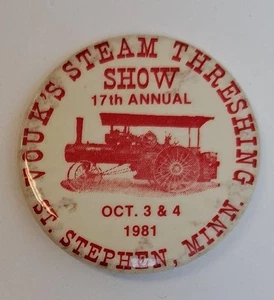 VOUK'S STEAM THRESHING
SHOW
17th ANNUAL
OCT. 3 & 4
1981
ST. STEPHEN, MINN.